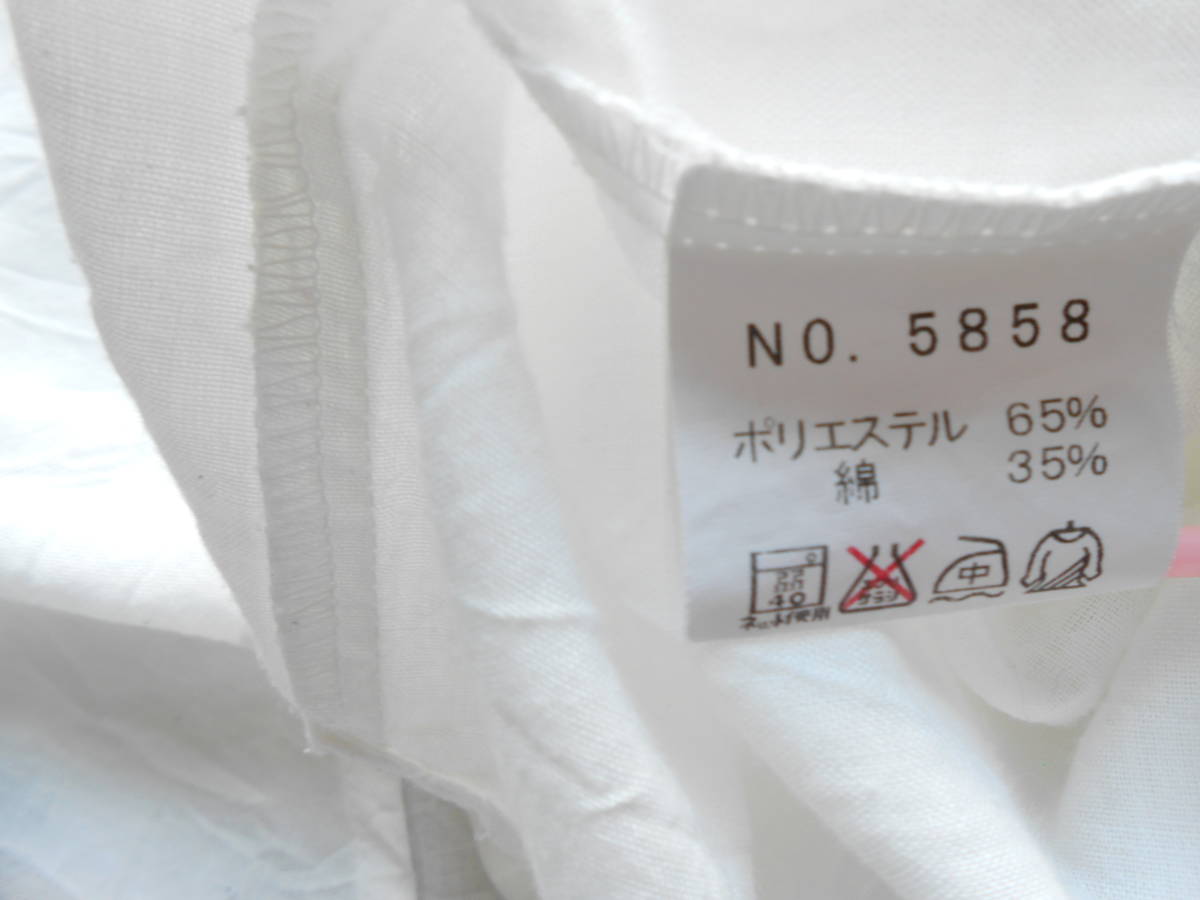 NO. 5858
ポリエステル 65%
綿 35%
40 中
ネット使用